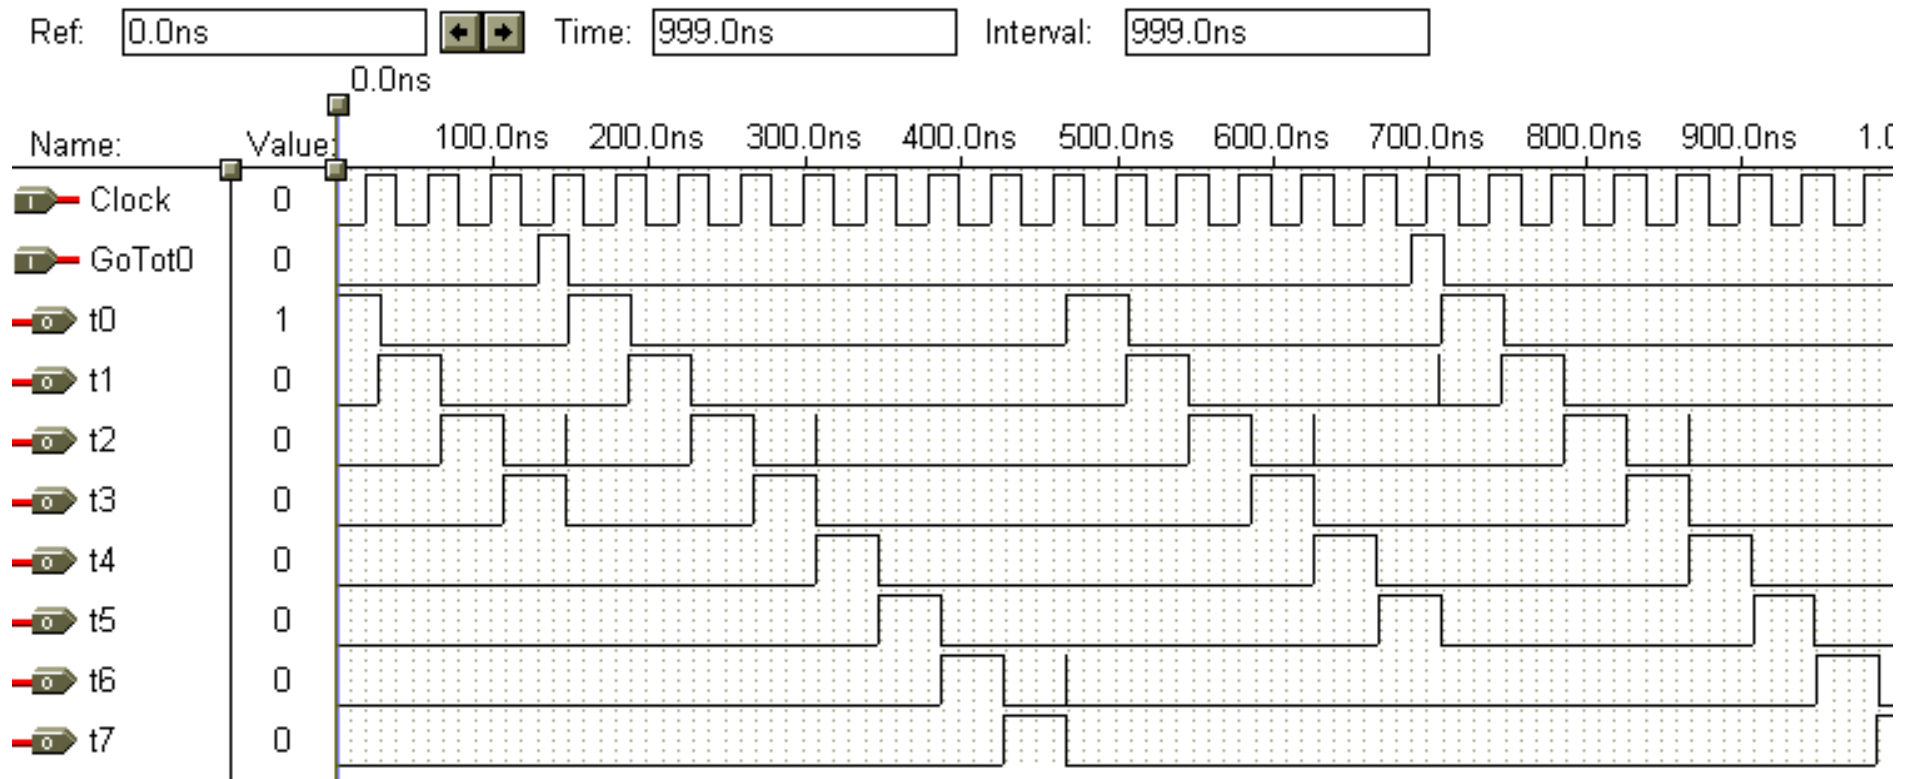 Ref: 0.0ns Time: 999.0ns Interval: 999.0ns
0.0ns
Name: Value: 100.0ns 200.0ns 300.0ns 400.0ns 500.0ns 600.0ns 700.0ns 800.0ns 900.0ns 1.0
I Clock 0
I GoTot0 0
O t0 1
O t1 0
O t2 0
O t3 0
O t4 0
O t5 0
O t6 0
O t7 0